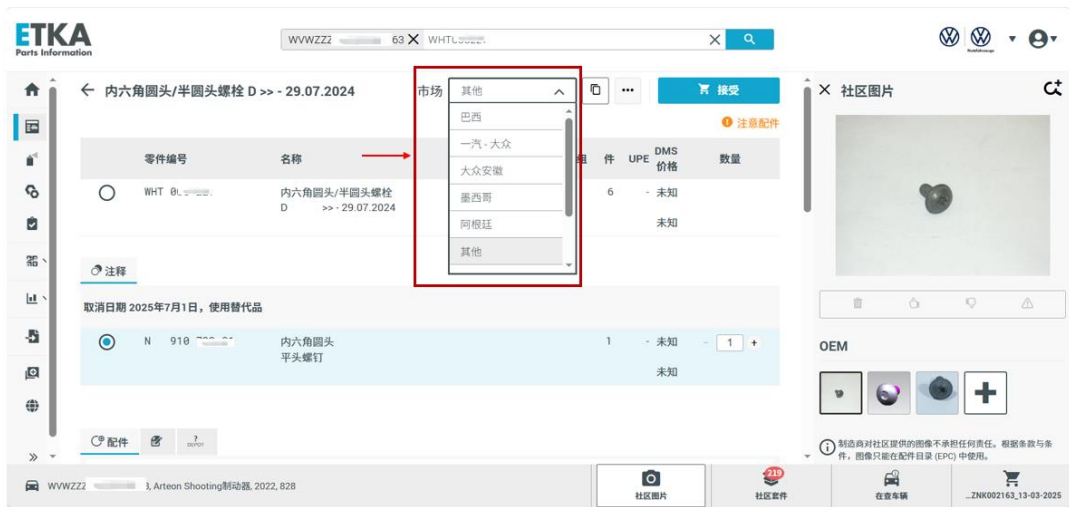 ETKA
Parts Information
WVWZZZ 63
内六角圆头/半圆头螺栓 D >> - 29.07.2024
市场
其他
接受
社区图片
注意配件
巴西
一汽 - 大众
大众安徽
墨西哥
阿根廷
其他
零件编号
名称
组
件
UPE
DMS
价格
数量
WHT
内六角圆头/半圆头螺栓
6
-
未知
D >> - 29.07.2024
未知
注释
取消日期 2025年7月1日，使用替代品
N 910
内六角圆头
平头螺钉
1
-
未知
- 1 +
未知
OEM
配件
制造商对社区提供的图像不承担任何责任。根据条款与条
件，图像只能在配件目录 (EPC) 中使用。
WVWZZZ , Arteon Shooting制动器, 2022, 828
社区图片
219
社区套件
在查车辆
...ZNK002163_13-03-2025